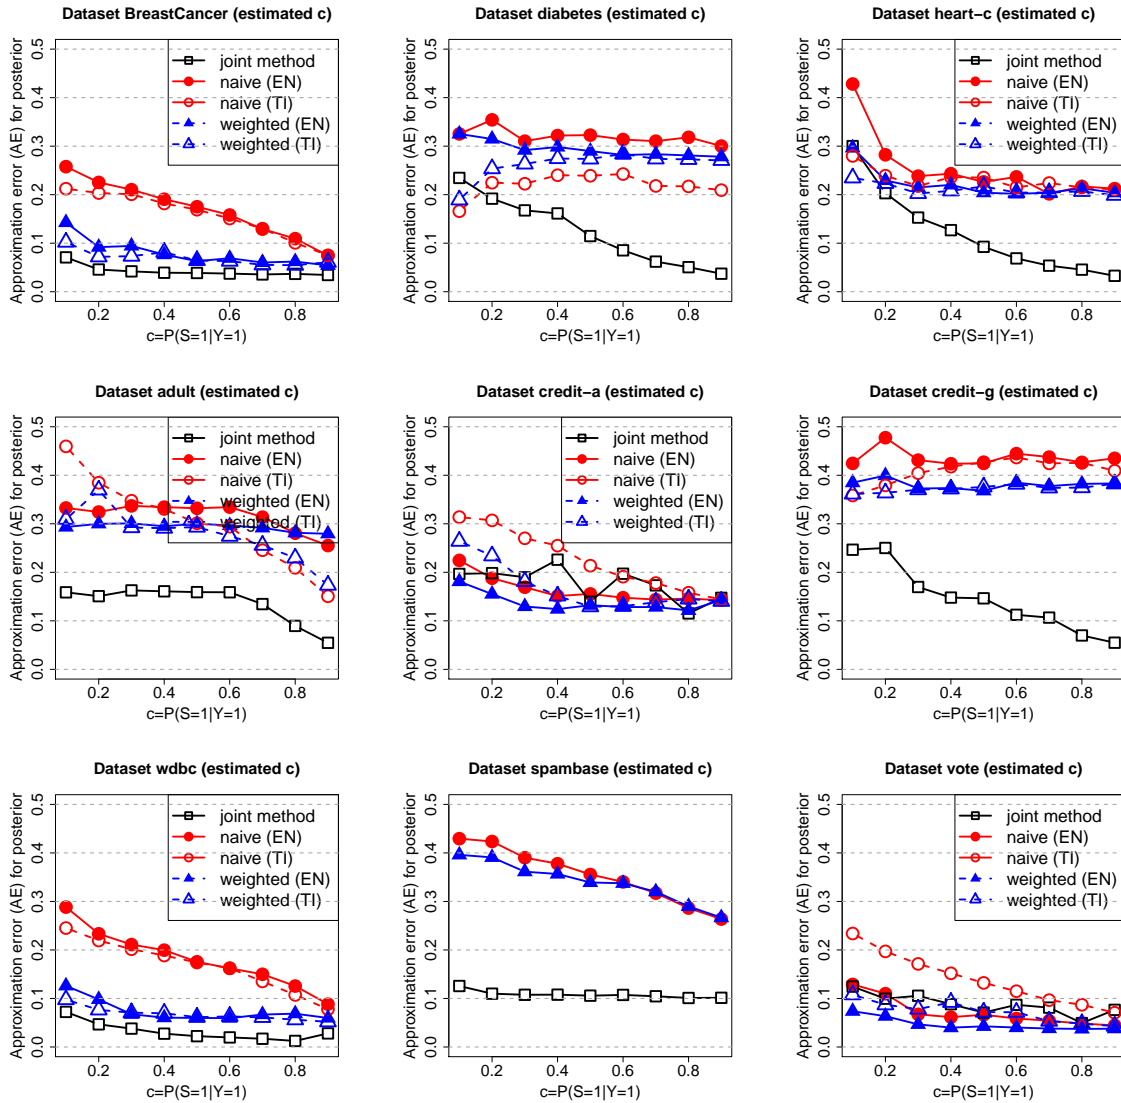 Dataset BreastCancer (estimated c)
Approximation error (AE) for posterior
0.0 0.1 0.2 0.3 0.4 0.5
joint method
naive (EN)
naive (TI)
weighted (EN)
weighted (TI)
0.2 0.4 0.6 0.8
c=P(S=1|Y=1)
Dataset diabetes (estimated c)
Approximation error (AE) for posterior
0.0 0.1 0.2 0.3 0.4 0.5
0.2 0.4 0.6 0.8
c=P(S=1|Y=1)
Dataset heart−c (estimated c)
Approximation error (AE) for posterior
0.0 0.1 0.2 0.3 0.4 0.5
joint method
naive (EN)
naive (TI)
weighted (EN)
weighted (TI)
0.2 0.4 0.6 0.8
c=P(S=1|Y=1)
Dataset adult (estimated c)
Approximation error (AE) for posterior
0.0 0.1 0.2 0.3 0.4 0.5
joint method
naive (EN)
naive (TI)
weighted (EN)
weighted (TI)
0.2 0.4 0.6 0.8
c=P(S=1|Y=1)
Dataset credit−a (estimated c)
Approximation error (AE) for posterior
0.0 0.1 0.2 0.3 0.4 0.5
joint method
naive (EN)
naive (TI)
weighted (EN)
weighted (TI)
0.2 0.4 0.6 0.8
c=P(S=1|Y=1)
Dataset credit−g (estimated c)
Approximation error (AE) for posterior
0.0 0.1 0.2 0.3 0.4 0.5
0.2 0.4 0.6 0.8
c=P(S=1|Y=1)
Dataset wdbc (estimated c)
Approximation error (AE) for posterior
0.0 0.1 0.2 0.3 0.4 0.5
joint method
naive (EN)
naive (TI)
weighted (EN)
weighted (TI)
0.2 0.4 0.6 0.8
c=P(S=1|Y=1)
Dataset spambase (estimated c)
Approximation error (AE) for posterior
0.0 0.1 0.2 0.3 0.4 0.5
0.2 0.4 0.6 0.8
c=P(S=1|Y=1)
Dataset vote (estimated c)
Approximation error (AE) for posterior
0.0 0.1 0.2 0.3 0.4 0.5
joint method
naive (EN)
naive (TI)
weighted (EN)
weighted (TI)
0.2 0.4 0.6 0.8
c=P(S=1|Y=1)